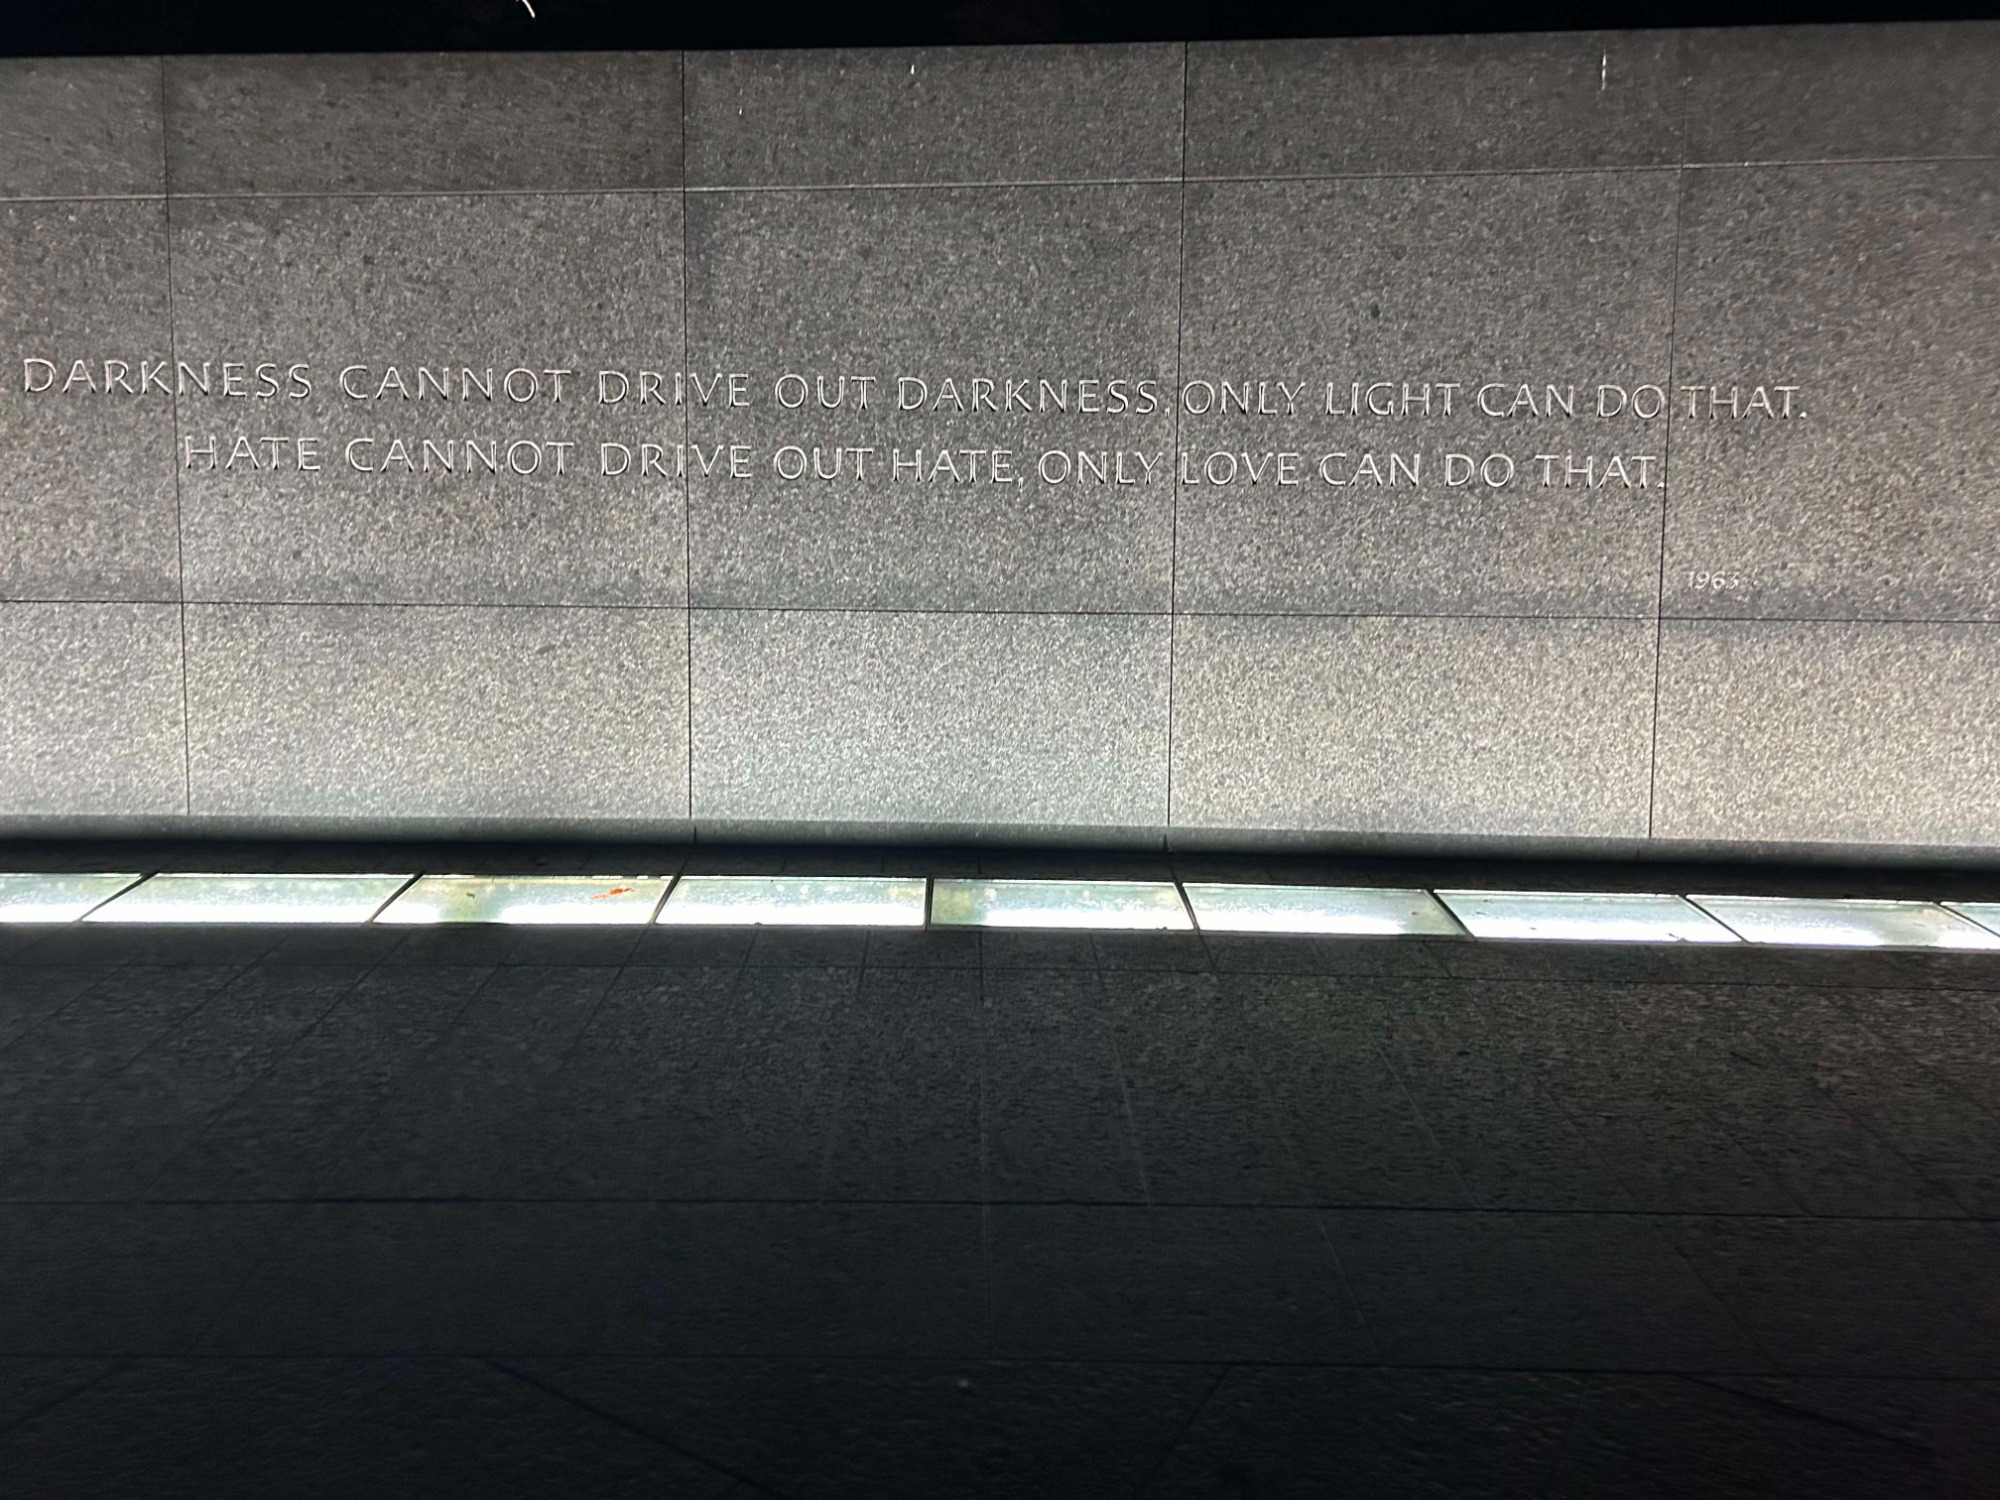 DARKNESS CANNOT DRIVE OUT DARKNESS, ONLY LIGHT CAN DO THAT.
HATE CANNOT DRIVE OUT HATE, ONLY LOVE CAN DO THAT.
1963